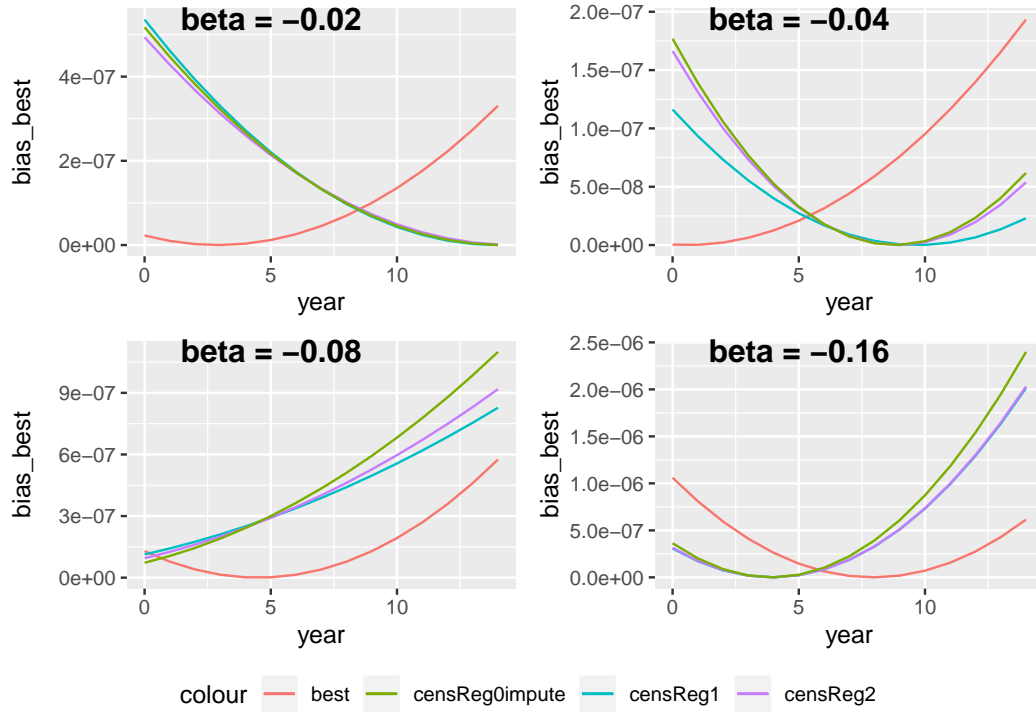 beta = −0.02
4e−07
2e−07
0e+00
bias_best
0
5
10
year
beta = −0.04
2.0e−07
1.5e−07
1.0e−07
5.0e−08
0.0e+00
bias_best
0
5
10
year
beta = −0.08
9e−07
6e−07
3e−07
0e+00
bias_best
0
5
10
year
beta = −0.16
2.5e−06
2.0e−06
1.5e−06
1.0e−06
5.0e−07
0.0e+00
bias_best
0
5
10
year
colour best censReg0impute censReg1 censReg2